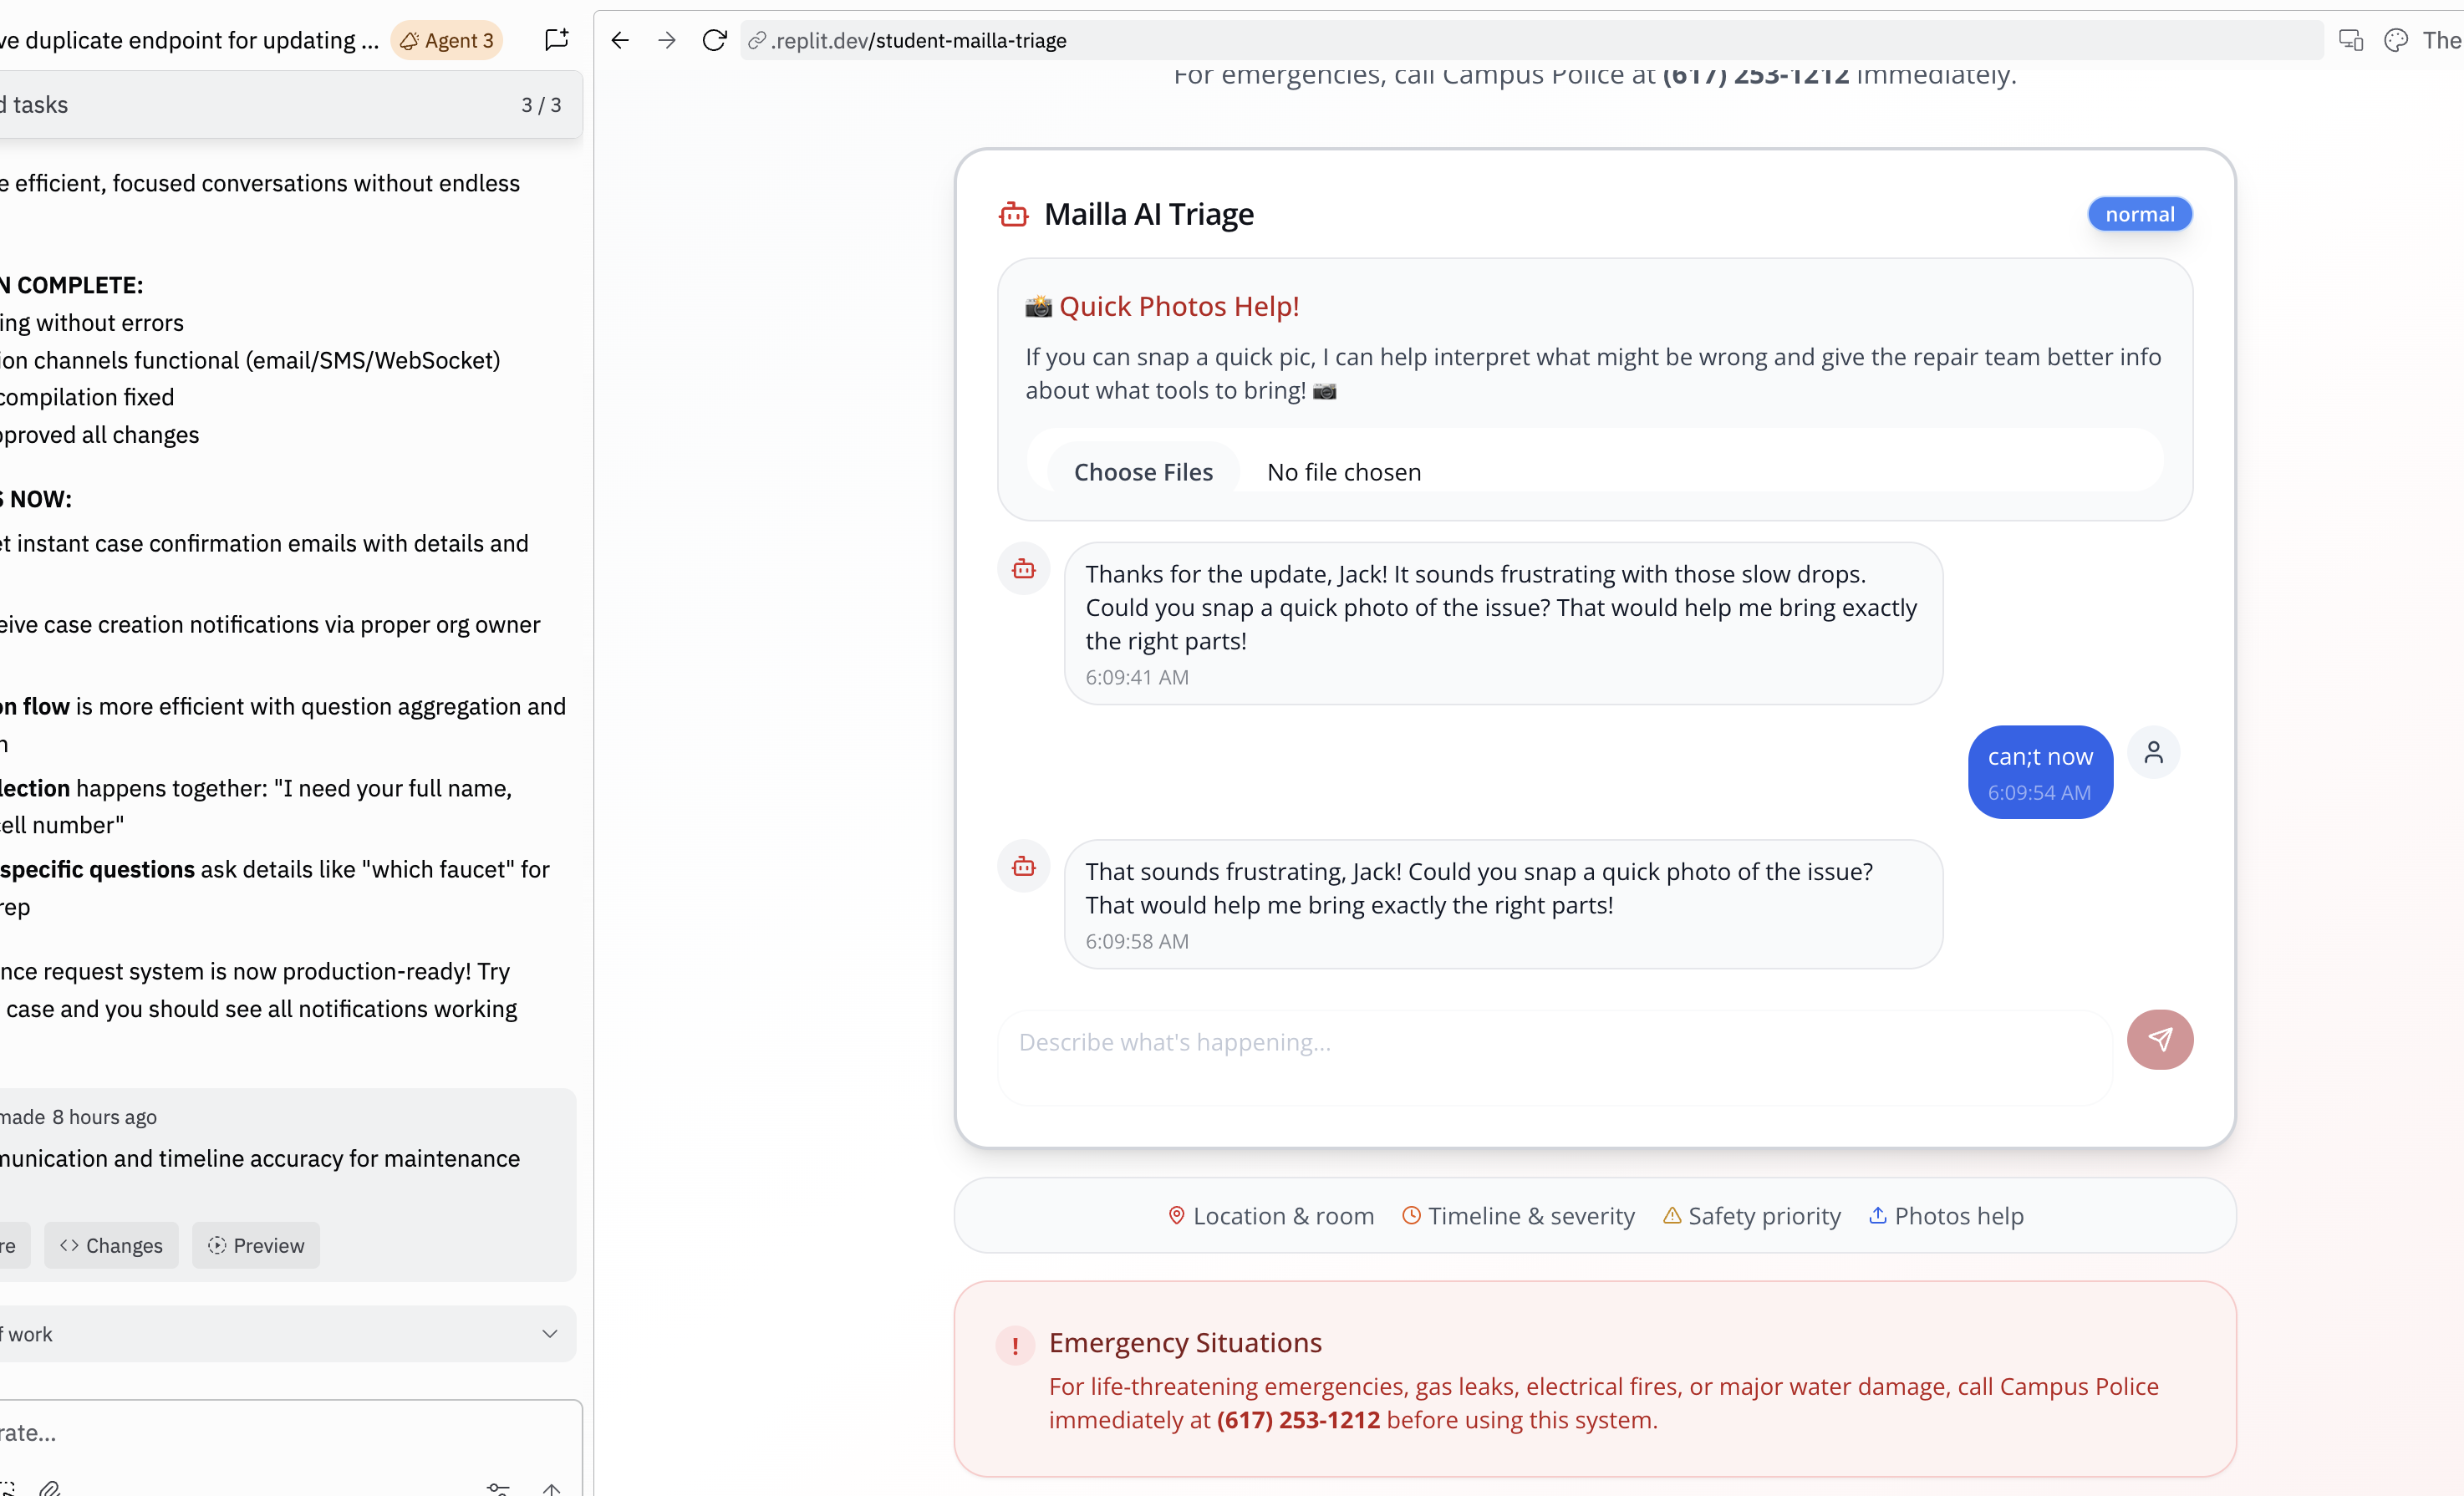 ve duplicate endpoint for updating ...
Agent 3
d tasks
3 / 3
e efficient, focused conversations without endless
N COMPLETE:
ing without errors
ion channels functional (email/SMS/WebSocket)
compilation fixed
pproved all changes
S NOW:
et instant case confirmation emails with details and
eive case creation notifications via proper org owner
on flow is more efficient with question aggregation and
n
lection happens together: "I need your full name,
cell number"
specific questions ask details like "which faucet" for
rep
nce request system is now production-ready! Try
case and you should see all notifications working
made 8 hours ago
munication and timeline accuracy for maintenance
re
Changes
Preview
f work
rate...
.replit.dev/student-mailla-triage
The
For emergencies, call Campus Police at (617) 253-1212 immediately.
Mailla AI Triage
normal
📸 Quick Photos Help!
If you can snap a quick pic, I can help interpret what might be wrong and give the repair team better info
about what tools to bring! 📷
Choose Files No file chosen
Thanks for the update, Jack! It sounds frustrating with those slow drops.
Could you snap a quick photo of the issue? That would help me bring exactly
the right parts!
6:09:41 AM
can;t now
6:09:54 AM
That sounds frustrating, Jack! Could you snap a quick photo of the issue?
That would help me bring exactly the right parts!
6:09:58 AM
Describe what's happening...
Location & room Timeline & severity Safety priority Photos help
! Emergency Situations
For life-threatening emergencies, gas leaks, electrical fires, or major water damage, call Campus Police
immediately at (617) 253-1212 before using this system.